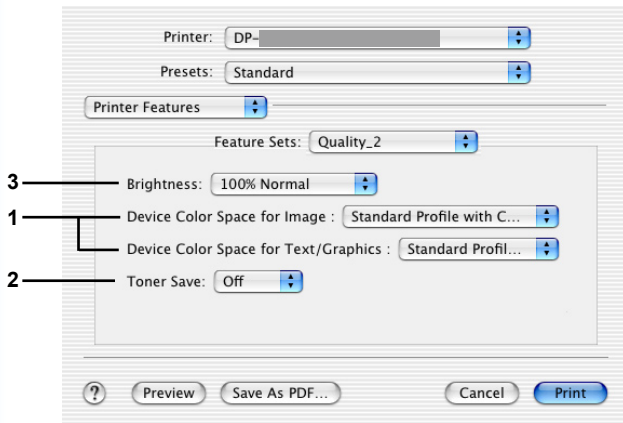 Printer: DP-
Presets: Standard
Printer Features
Feature Sets: Quality_2
3 Brightness: 100% Normal
1 Device Color Space for Image : Standard Profile with C...
Device Color Space for Text/Graphics : Standard Profil...
2 Toner Save: Off
? Preview Save As PDF... Cancel Print